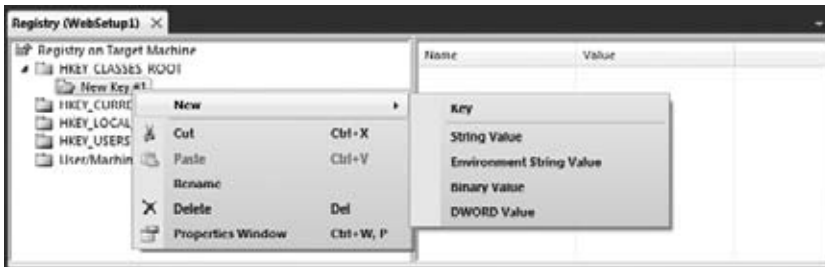 Registry (WebSetup1)
Registry on Target Machine
Name
Value
HKEY_CLASSES_ROOT
New Key #1
HKEY_CURRE
HKEY_LOCAL
HKEY_USERS
User/Machin
New
Cut Ctrl+X
Paste Ctrl+V
Rename
Delete Del
Properties Window Ctrl+W, P
Key
String Value
Environment String Value
Binary Value
DWORD Value